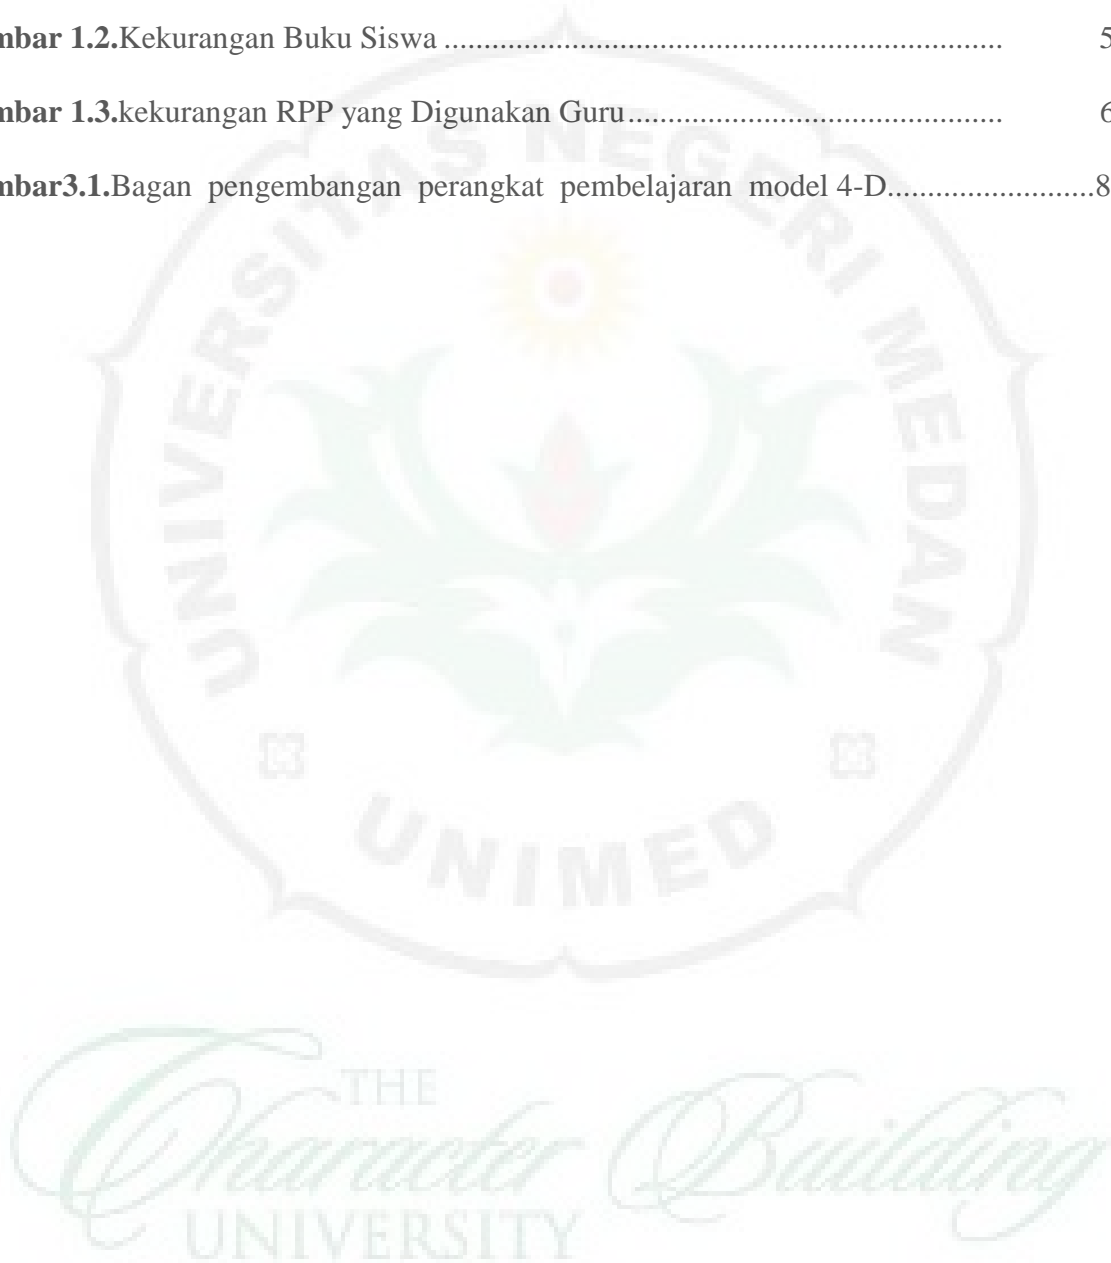 mbar 1.2.Kekurangan Buku Siswa ....................................................................... 5
mbar 1.3.kekurangan RPP yang Digunakan Guru ............................................... 6
mbar3.1.Bagan pengembangan perangkat pembelajaran model 4-D..........................8
UNIVERSITAS NEGERI MEDAN
UNIMED
THE
Character Building
UNIVERSITY